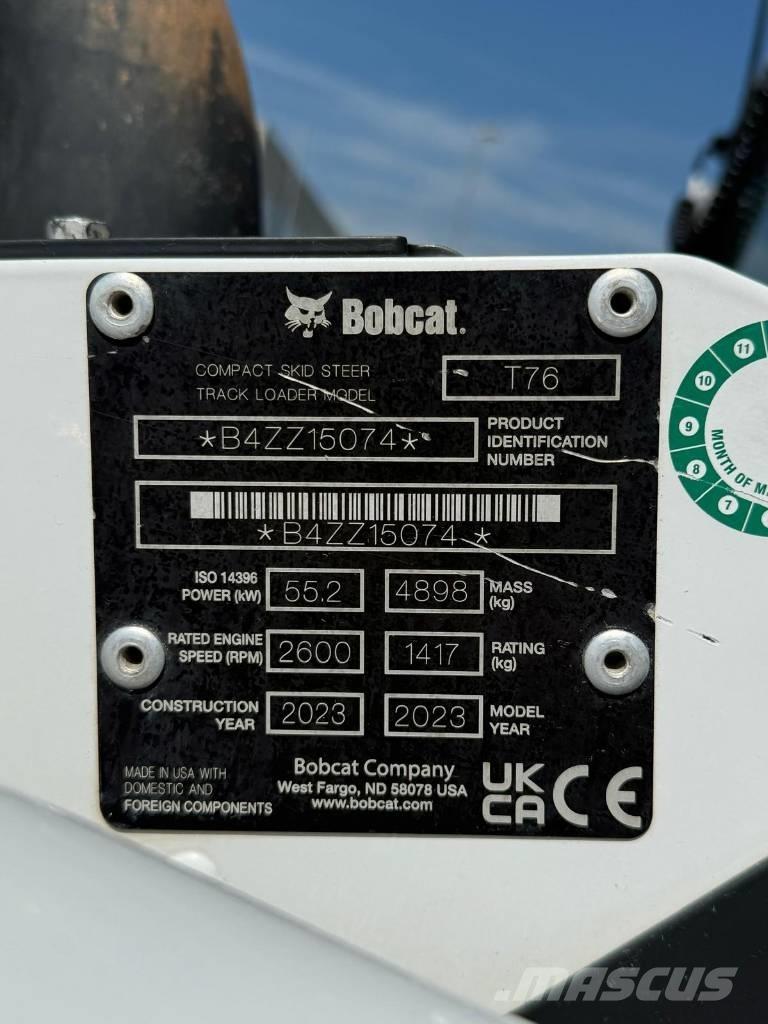 Bobcat.
COMPACT SKID STEER
TRACK LOADER MODEL
T76
*B4ZZ15074*
PRODUCT
IDENTIFICATION
NUMBER
*B4ZZ15074*
ISO 14396
POWER (kW)
55.2
4898
MASS
(kg)
RATED ENGINE
SPEED (RPM)
2600
1417
RATING
(kg)
CONSTRUCTION
YEAR
2023
2023
MODEL
YEAR
MADE IN USA WITH
DOMESTIC AND
FOREIGN COMPONENTS
Bobcat Company
West Fargo, ND 58078 USA
www.bobcat.com
UK
CA
CE
11
10
9
8
7
MONTH OF
MASCUS